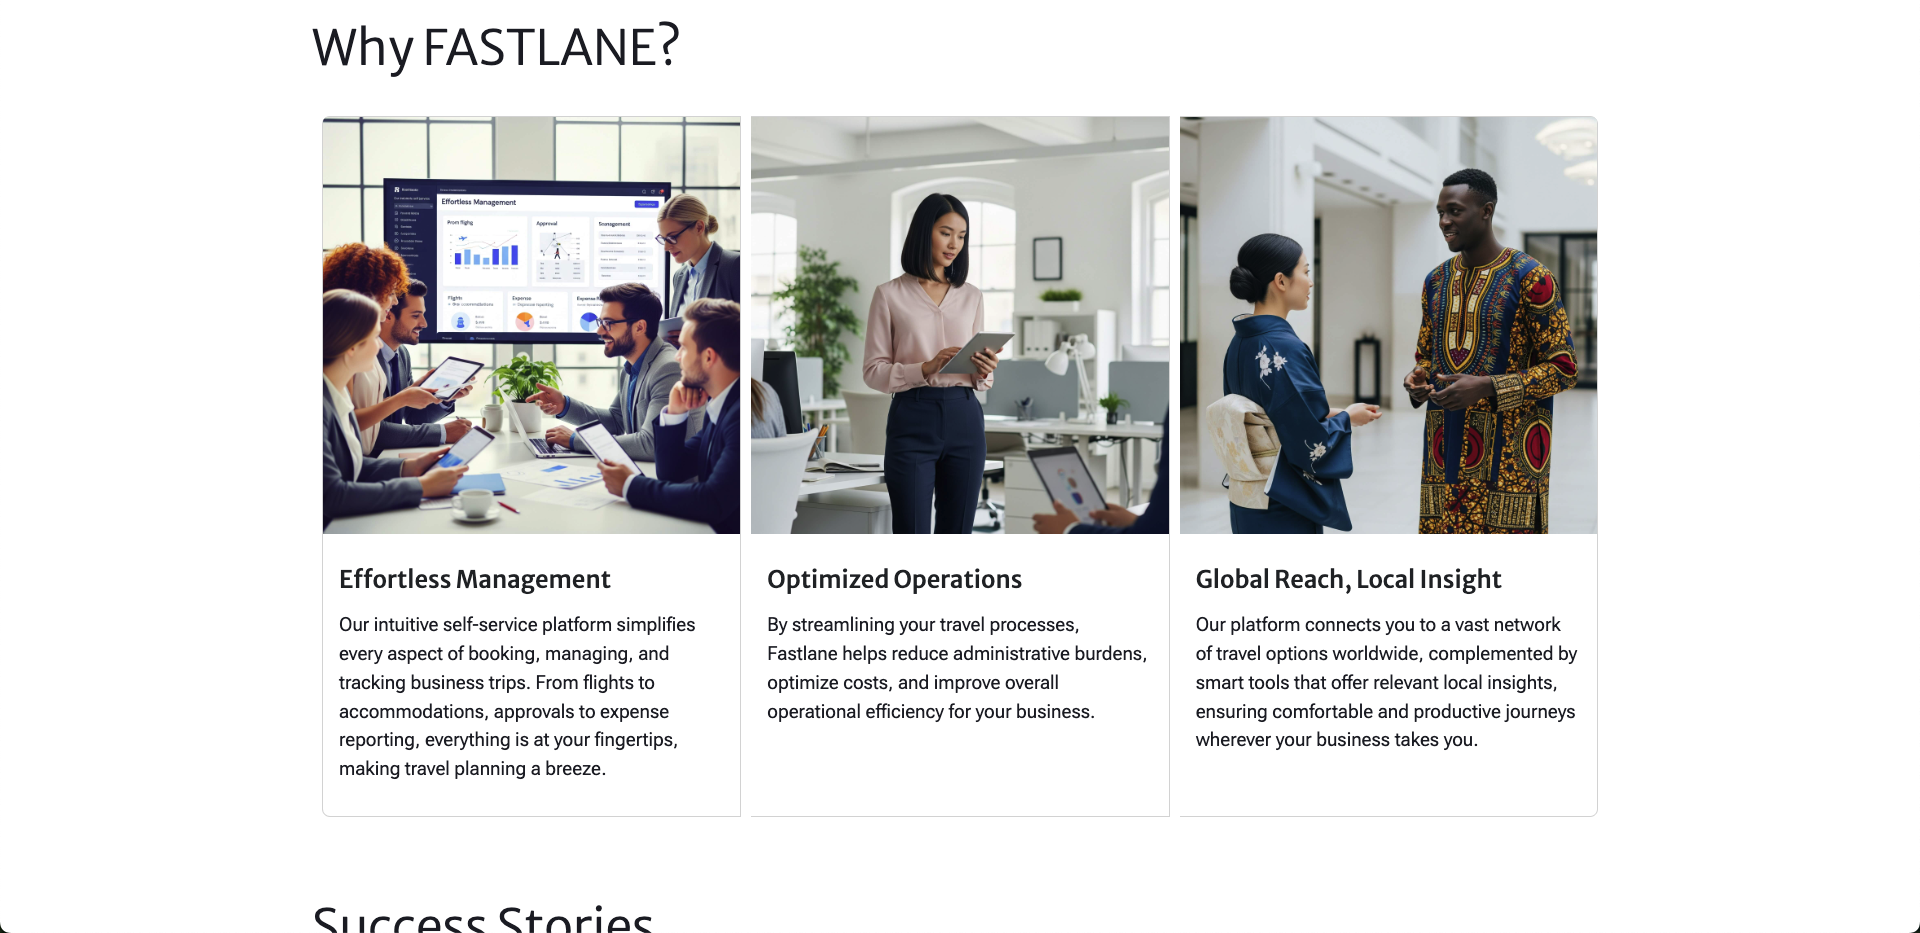 Why FASTLANE?
Effortless Management
Approval
Flights
Expense
Effortless Management
Our intuitive self-service platform simplifies
every aspect of booking, managing, and
tracking business trips. From flights to
accommodations, approvals to expense
reporting, everything is at your fingertips,
making travel planning a breeze.
Optimized Operations
By streamlining your travel processes,
Fastlane helps reduce administrative burdens,
optimize costs, and improve overall
operational efficiency for your business.
Global Reach, Local Insight
Our platform connects you to a vast network
of travel options worldwide, complemented by
smart tools that offer relevant local insights,
ensuring comfortable and productive journeys
wherever your business takes you.
Success Stories